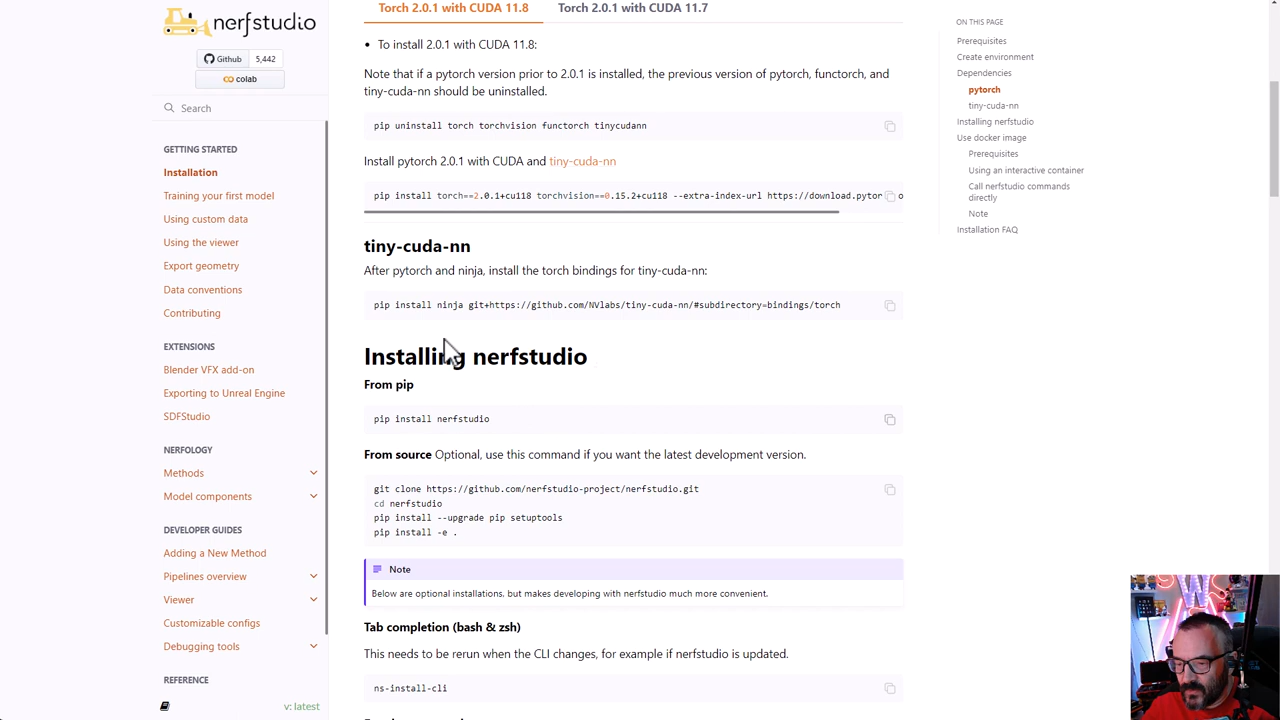 nerfstudio
Github 5,442
colab
Search
GETTING STARTED
Installation
Training your first model
Using custom data
Using the viewer
Export geometry
Data conventions
Contributing
EXTENSIONS
Blender VFX add-on
Exporting to Unreal Engine
SDFStudio
NERFOLOGY
Methods
Model components
DEVELOPER GUIDES
Adding a New Method
Pipelines overview
Viewer
Customizable configs
Debugging tools
REFERENCE
v: latest
Torch 2.0.1 with CUDA 11.8 Torch 2.0.1 with CUDA 11.7
• To install 2.0.1 with CUDA 11.8:
Note that if a pytorch version prior to 2.0.1 is installed, the previous version of pytorch, functorch, and
tiny-cuda-nn should be uninstalled.
pip uninstall torch torchvision functorch tinycudann
Install pytorch 2.0.1 with CUDA and tiny-cuda-nn
pip install torch==2.0.1+cu118 torchvision==0.15.2+cu118 --extra-index-url https://download.pytor
tiny-cuda-nn
After pytorch and ninja, install the torch bindings for tiny-cuda-nn:
pip install ninja git+https://github.com/NVlabs/tiny-cuda-nn/#subdirectory=bindings/torch
Installing nerfstudio
From pip
pip install nerfstudio
From source Optional, use this command if you want the latest development version.
git clone https://github.com/nerfstudio-project/nerfstudio.git
cd nerfstudio
pip install --upgrade pip setuptools
pip install -e .
Note
Below are optional installations, but makes developing with nerfstudio much more convenient.
Tab completion (bash & zsh)
This needs to be rerun when the CLI changes, for example if nerfstudio is updated.
ns-install-cli
ON THIS PAGE
Prerequisites
Create environment
Dependencies
pytorch
tiny-cuda-nn
Installing nerfstudio
Use docker image
Prerequisites
Using an interactive container
Call nerfstudio commands
directly
Note
Installation FAQ